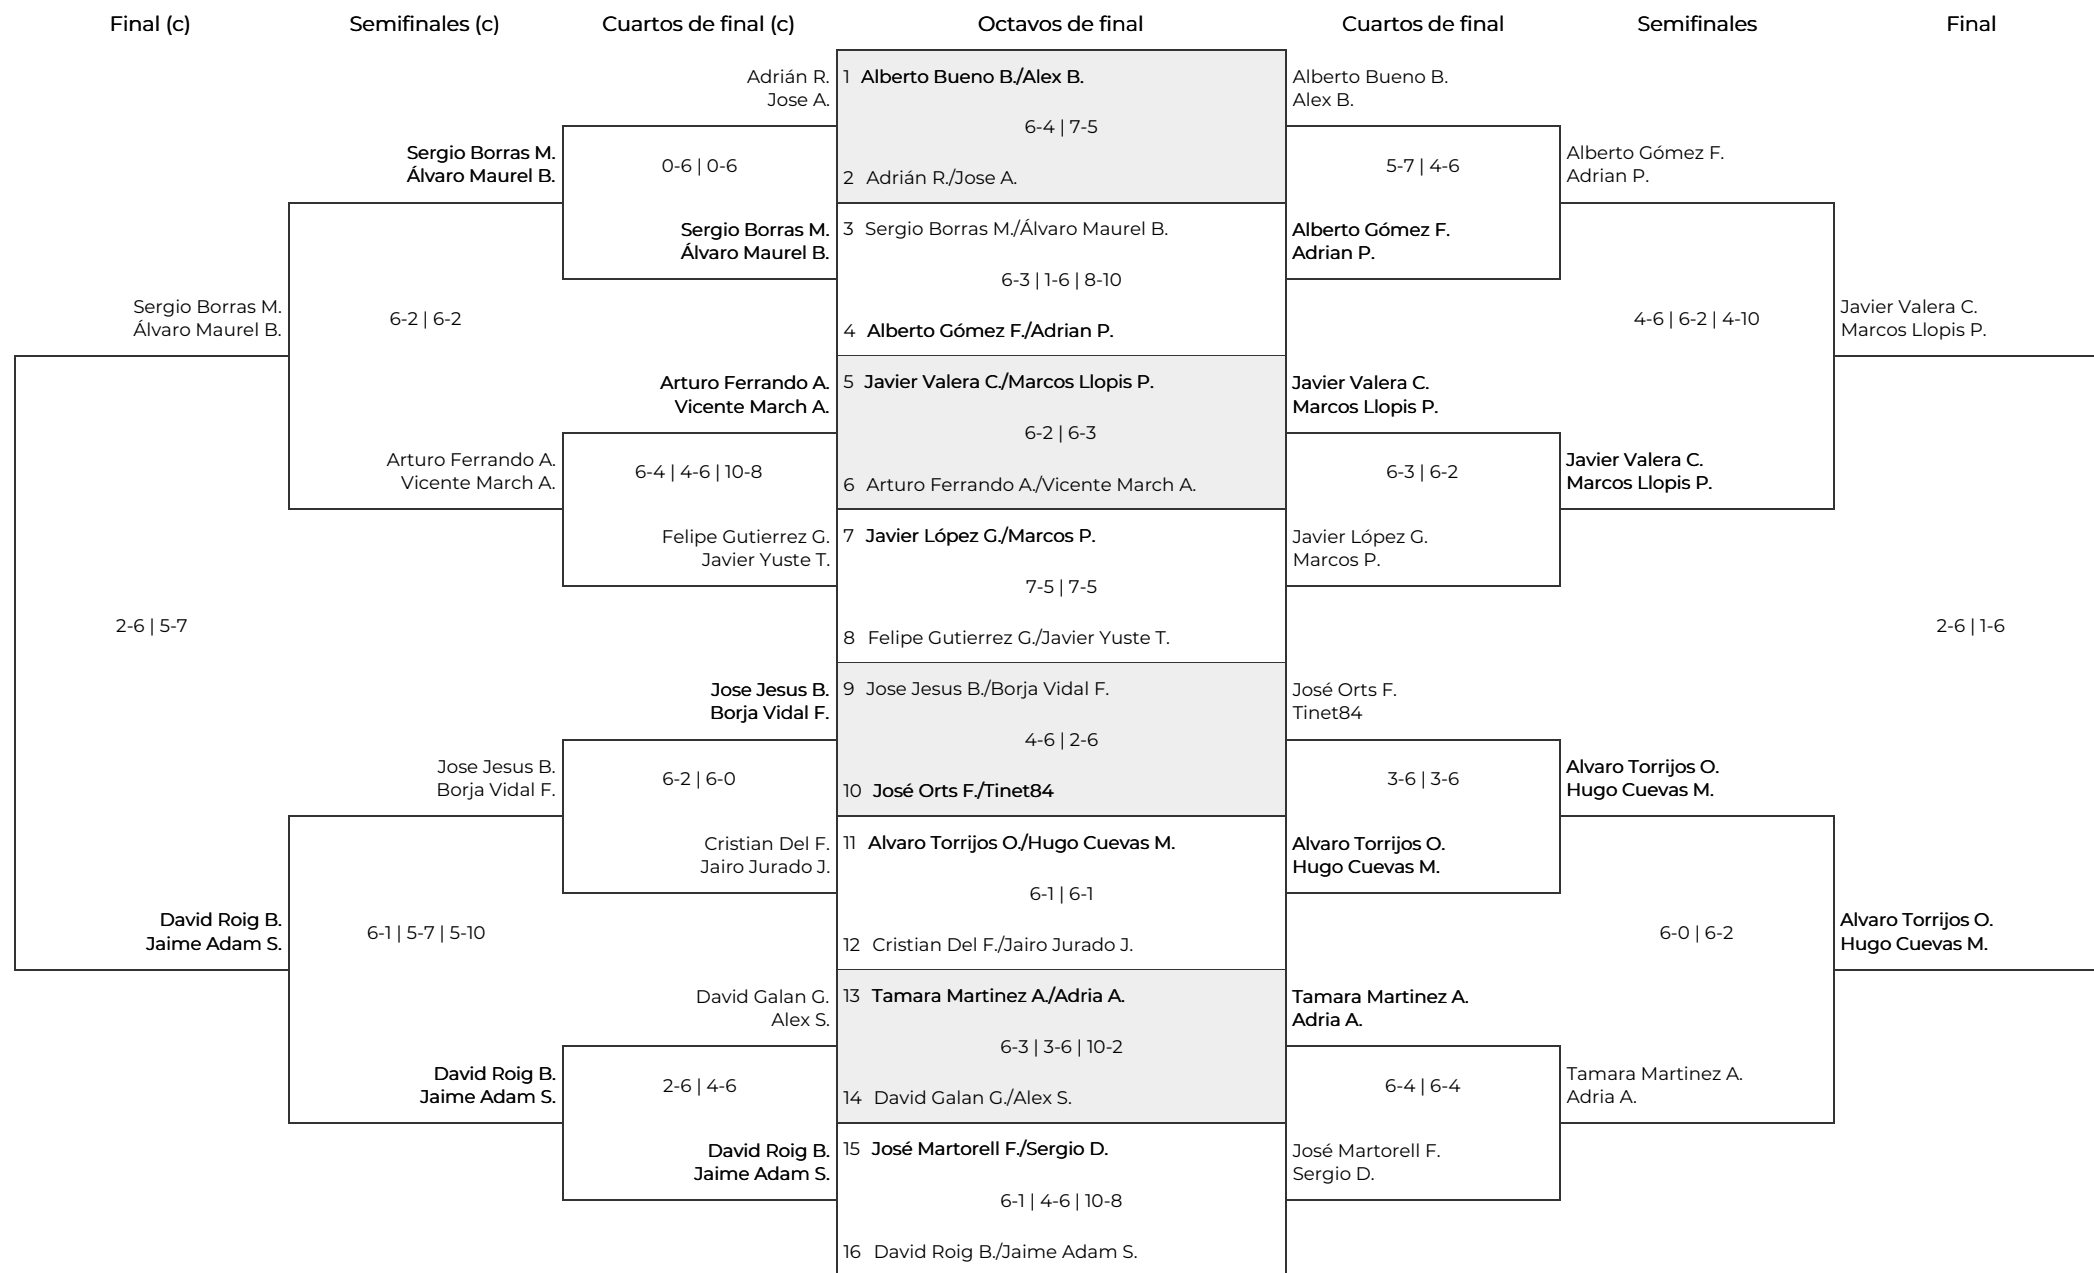 Final (c)
Semifinales (c)
Cuartos de final (c)
Octavos de final
Cuartos de final
Semifinales
Final
Sergio Borras M.
Álvaro Maurel B.
2-6 | 5-7
David Roig B.
Jaime Adam S.
Sergio Borras M.
Álvaro Maurel B.
6-2 | 6-2
Arturo Ferrando A.
Vicente March A.
Jose Jesus B.
Borja Vidal F.
6-1 | 5-7 | 5-10
David Roig B.
Jaime Adam S.
Adrián R.
Jose A.
0-6 | 0-6
Sergio Borras M.
Álvaro Maurel B.
Arturo Ferrando A.
Vicente March A.
6-4 | 4-6 | 10-8
Felipe Gutierrez G.
Javier Yuste T.
Jose Jesus B.
Borja Vidal F.
6-2 | 6-0
Cristian Del F.
Jairo Jurado J.
David Galan G.
Alex S.
2-6 | 4-6
David Roig B.
Jaime Adam S.
1 Alberto Bueno B./Alex B.
6-4 | 7-5
2 Adrián R./Jose A.
3 Sergio Borras M./Álvaro Maurel B.
6-3 | 1-6 | 8-10
4 Alberto Gómez F./Adrian P.
5 Javier Valera C./Marcos Llopis P.
6-2 | 6-3
6 Arturo Ferrando A./Vicente March A.
7 Javier López G./Marcos P.
7-5 | 7-5
8 Felipe Gutierrez G./Javier Yuste T.
9 Jose Jesus B./Borja Vidal F.
4-6 | 2-6
10 José Orts F./Tinet84
11 Alvaro Torrijos O./Hugo Cuevas M.
6-1 | 6-1
12 Cristian Del F./Jairo Jurado J.
13 Tamara Martinez A./Adria A.
6-3 | 3-6 | 10-2
14 David Galan G./Alex S.
15 José Martorell F./Sergio D.
6-1 | 4-6 | 10-8
16 David Roig B./Jaime Adam S.
Alberto Bueno B.
Alex B.
5-7 | 4-6
Alberto Gómez F.
Adrian P.
Javier Valera C.
Marcos Llopis P.
6-3 | 6-2
Javier López G.
Marcos P.
José Orts F.
Tinet84
3-6 | 3-6
Alvaro Torrijos O.
Hugo Cuevas M.
Tamara Martinez A.
Adria A.
6-4 | 6-4
José Martorell F.
Sergio D.
Alberto Gómez F.
Adrian P.
4-6 | 6-2 | 4-10
Javier Valera C.
Marcos Llopis P.
Alvaro Torrijos O.
Hugo Cuevas M.
6-0 | 6-2
Tamara Martinez A.
Adria A.
Javier Valera C.
Marcos Llopis P.
2-6 | 1-6
Alvaro Torrijos O.
Hugo Cuevas M.